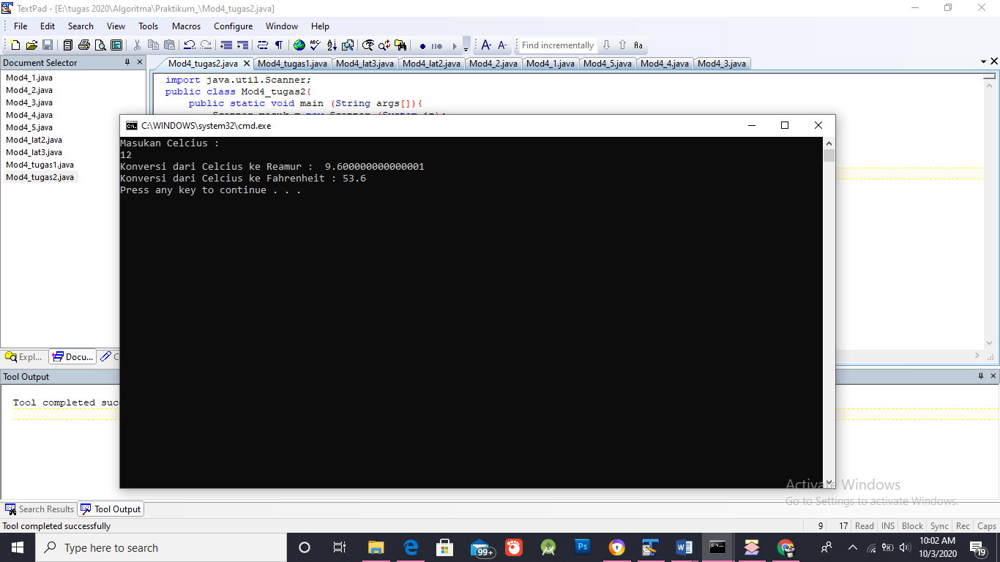 TextPad - [E:\tugas 2020\Algoritma\Praktikum_\Mod4_tugas2.java]
File Edit Search View Tools Macros Configure Window Help
Find incrementally Aa
Document Selector
Mod4_tugas2.java Mod4_tugas1.java Mod4_lat3.java Mod4_lat2.java Mod4_2.java Mod4_1.java Mod4_5.java Mod4_4.java Mod4_3.java
Mod4_1.java
Mod4_2.java
Mod4_3.java
Mod4_4.java
Mod4_5.java
Mod4_lat2.java
Mod4_lat3.java
Mod4_tugas1.java
Mod4_tugas2.java
import java.util.Scanner;
public class Mod4_tugas2{
public static void main (String args[]){
C:\WINDOWS\system32\cmd.exe
Masukan Celcius :
12
Konversi dari Celcius ke Reamur :  9.600000000000001
Konversi dari Celcius ke Fahrenheit : 53.6
Press any key to continue . . .
Expl... Docu... C
Tool Output
Tool completed suc
Activate Windows
Go to Settings to activate Windows.
Search Results Tool Output
Tool completed successfully 9 17 Read INS Block Sync Rec Caps
Type here to search
99+
Ps
10:02 AM
10/3/2020
19